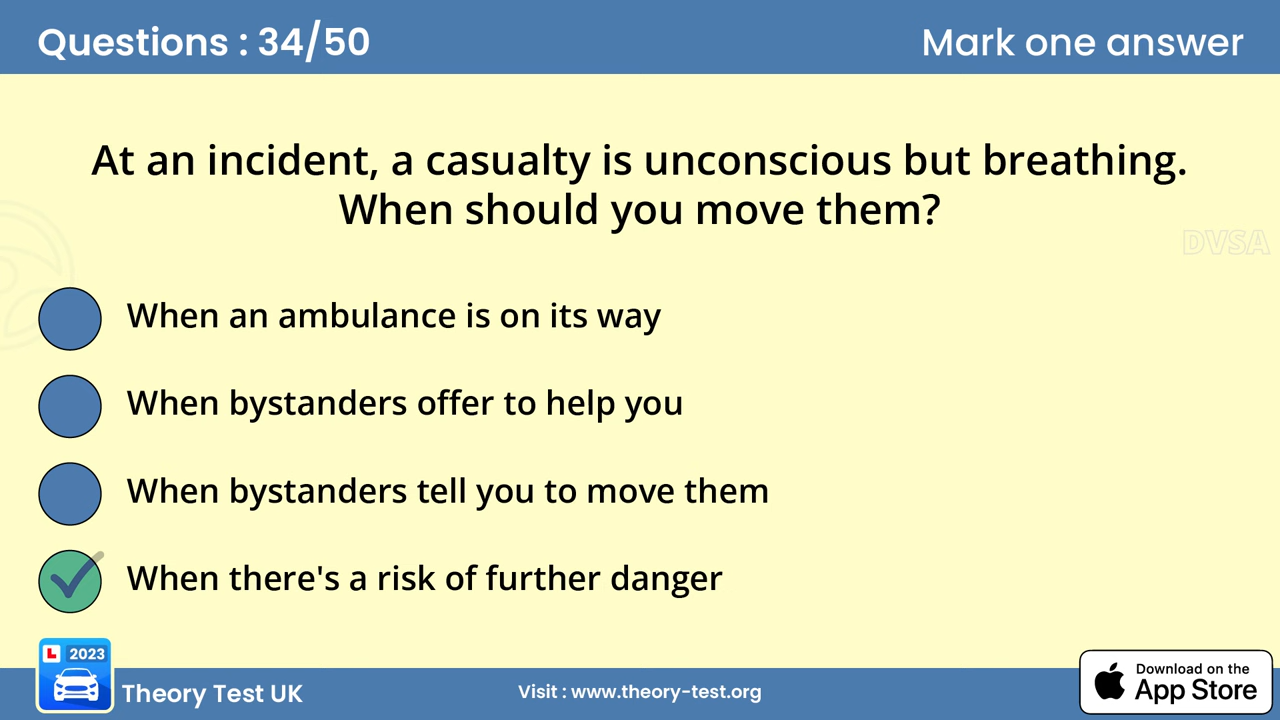 Questions : 34/50
Mark one answer
At an incident, a casualty is unconscious but breathing.
When should you move them?
DVSA
When an ambulance is on its way
When bystanders offer to help you
When bystanders tell you to move them
When there's a risk of further danger
L 2023
Theory Test UK
Visit : www.theory-test.org
Download on the
App Store